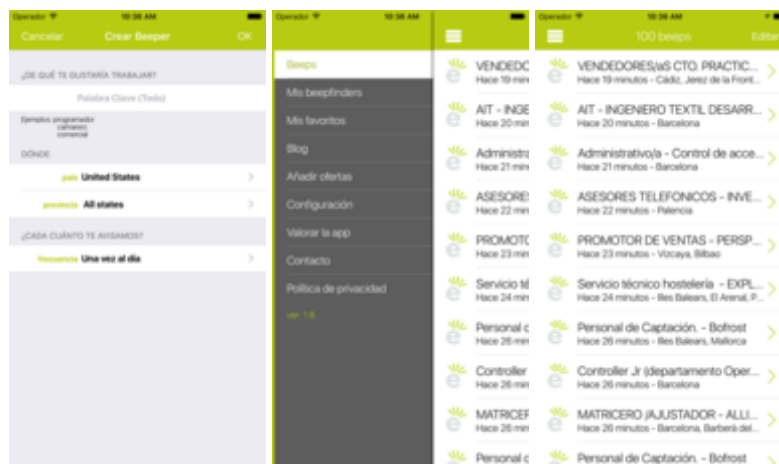 Operador 10:36 AM
Cancelar Crear Beeper OK
¿DE QUÉ TE GUSTARÍA TRABAJAR?
Palabra Clave (Todo)
Ejemplos: programador
camarero
comercial
DÓNDE
país United States
provincia All states
¿CADA CUÁNTO TE AVISAMOS?
frecuencia Una vez al día
Operador 10:36 AM
Beeps
Mis beepfinders
Mis favoritos
Blog
Añadir ofertas
Configuración
Valorar la app
Contacto
Política de privacidad
ver: 1.8
VENDEDO
Hace 19 min
AIT - INGE
Hace 20 min
Administra
Hace 21 min
ASESORES
Hace 22 min
PROMOTO
Hace 23 min
Servicio té
Hace 24 min
Personal c
Hace 26 min
Controller
Hace 26 min
MATRICER
Hace 26 min
Personal c
Operador 10:36 AM
100 beeps Editar
VENDEDORES/aS CTO. PRACTIC...
Hace 19 minutos - Cádiz, Jerez de la Front...
AIT - INGENIERO TEXTIL DESARR...
Hace 20 minutos - Barcelona
Administrativo/a - Control de acce...
Hace 21 minutos - Barcelona
ASESORES TELEFONICOS - INVE...
Hace 22 minutos - Palencia
PROMOTOR DE VENTAS - PERSP...
Hace 23 minutos - Vizcaya, Bilbao
Servicio técnico hostelería - EXPL...
Hace 24 minutos - Illes Balears, El Arenal, P...
Personal de Captación. - Bofrost
Hace 26 minutos - Illes Balears, Mallorca
Controller Jr (departamento Oper...
Hace 26 minutos - Barcelona
MATRICERO /AJUSTADOR - ALLI...
Hace 26 minutos - Barcelona, Barberà del...
Personal de Captación. - Bofrost